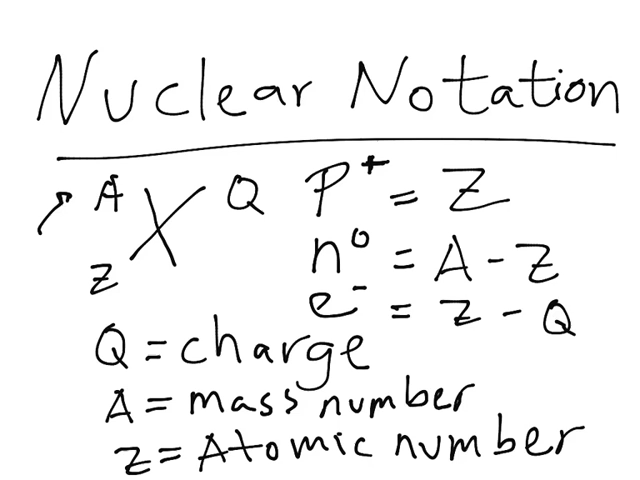 Nuclear Notation
A X Q P⁺ = Z
Z n⁰ = A - Z
e⁻ = Z - Q
Q = charge
A = mass number
Z = Atomic number